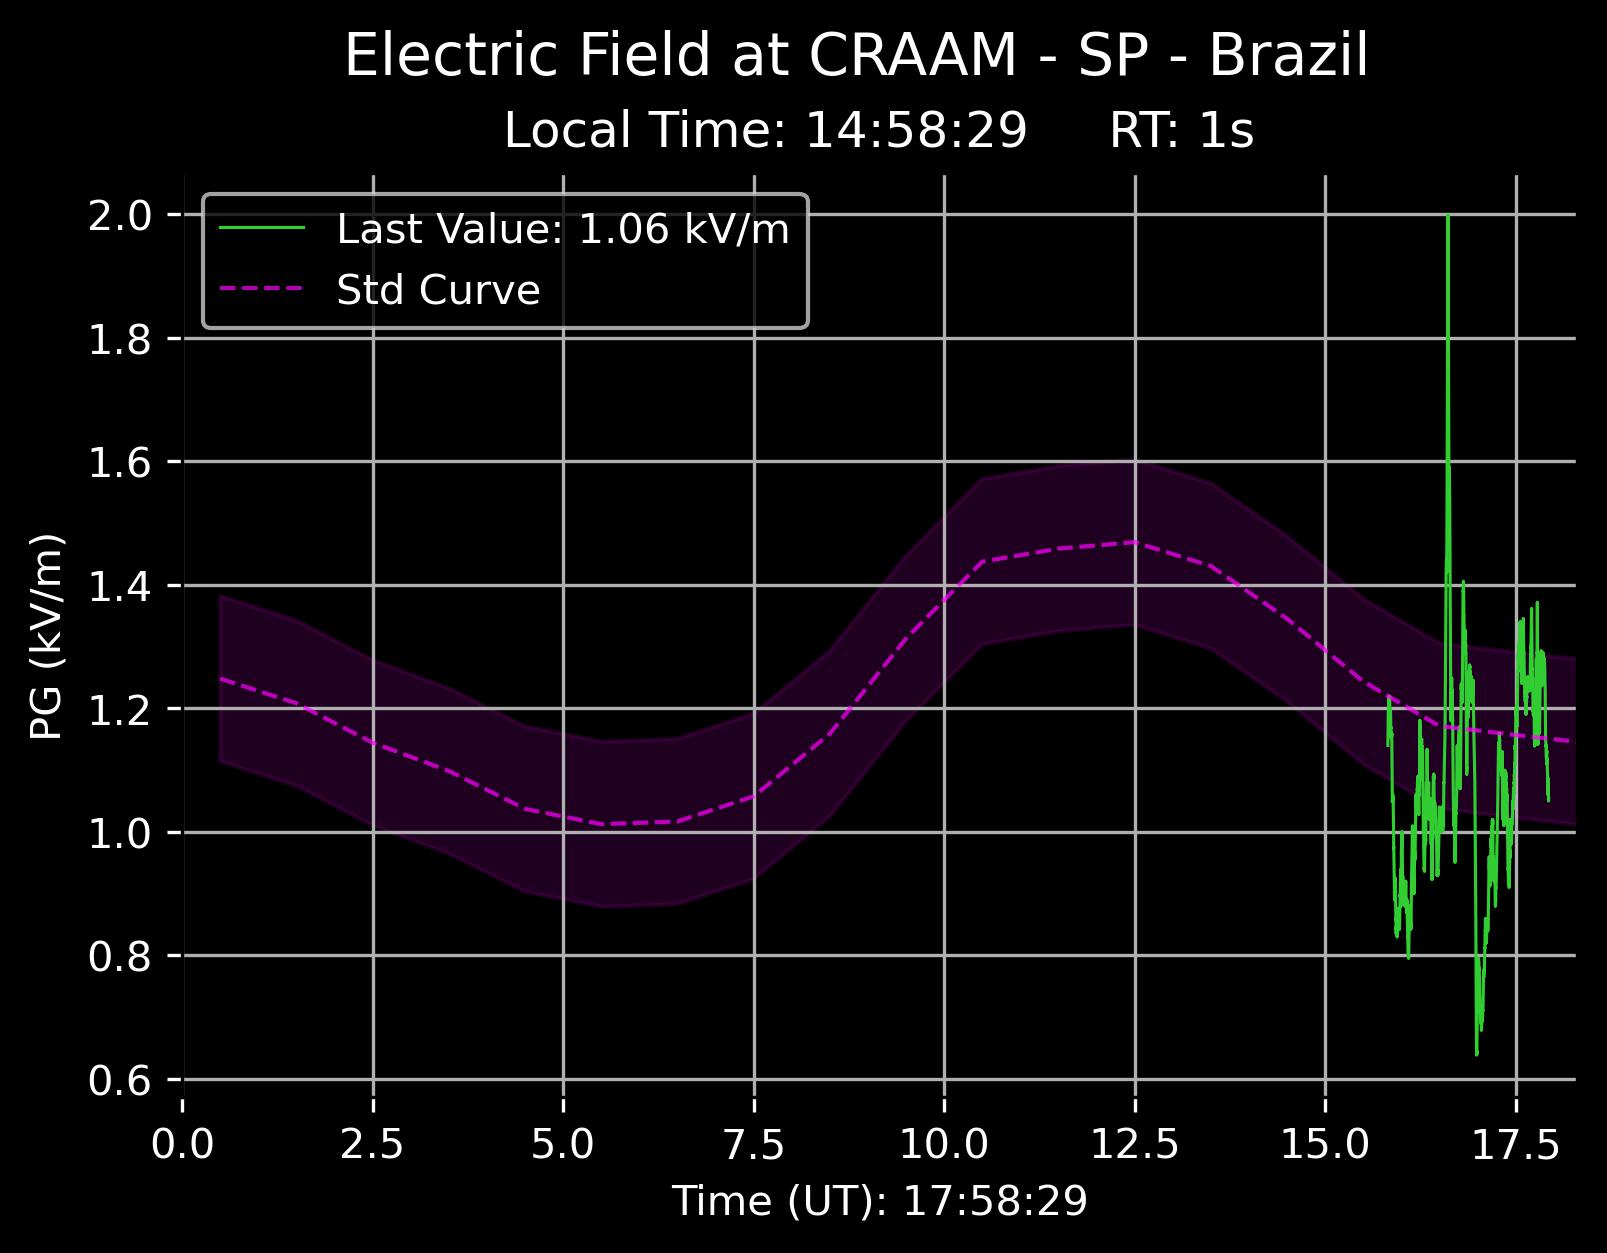 Electric Field at CRAAM - SP - Brazil
Local Time: 14:58:29 RT: 1s
Last Value: 1.06 kV/m
Std Curve
PG (kV/m)
2.0
1.8
1.6
1.4
1.2
1.0
0.8
0.6
0.0 2.5 5.0 7.5 10.0 12.5 15.0 17.5
Time (UT): 17:58:29